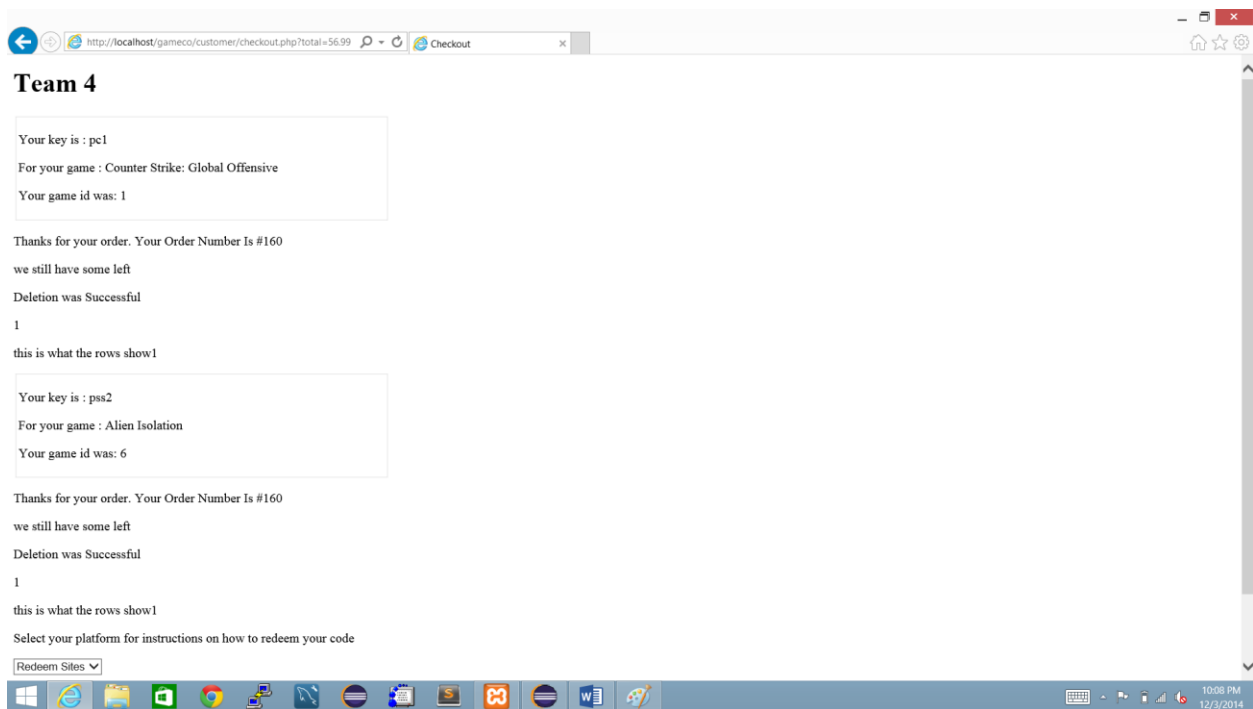 http://localhost/gameco/customer/checkout.php?total=56.99
Checkout
Team 4
Your key is : pc1
For your game : Counter Strike: Global Offensive
Your game id was: 1
Thanks for your order. Your Order Number Is #160
we still have some left
Deletion was Successful
1
this is what the rows show1
Your key is : pss2
For your game : Alien Isolation
Your game id was: 6
Thanks for your order. Your Order Number Is #160
we still have some left
Deletion was Successful
1
this is what the rows show1
Select your platform for instructions on how to redeem your code
Redeem Sites
10:08 PM
12/3/2014